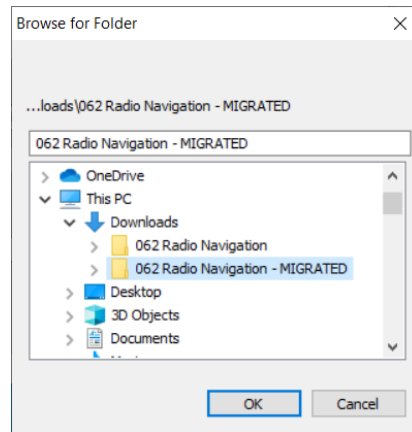 Browse for Folder
...loads\062 Radio Navigation - MIGRATED
062 Radio Navigation - MIGRATED
OneDrive
This PC
Downloads
062 Radio Navigation
062 Radio Navigation - MIGRATED
Desktop
3D Objects
Documents
OK Cancel